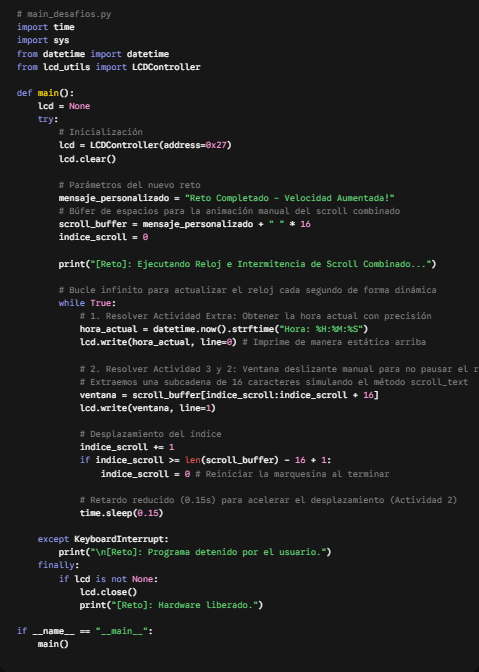 # main_desafios.py
import time
import sys
from datetime import datetime
from lcd_utils import LCDController

def main():
    lcd = None
    try:
        # Inicialización
        lcd = LCDController(address=0x27)
        lcd.clear()

        # Parámetros del nuevo reto
        mensaje_personalizado = "Reto Completado - Velocidad Aumentada!"
        # Búfer de espacios para la animación manual del scroll combinado
        scroll_buffer = mensaje_personalizado + " " * 16
        indice_scroll = 0

        print("[Reto]: Ejecutando Reloj e Intermitencia de Scroll Combinado...")

        # Bucle infinito para actualizar el reloj cada segundo de forma dinámica
        while True:
            # 1. Resolver Actividad Extra: Obtener la hora actual con precisión
            hora_actual = datetime.now().strftime("Hora: %H:%M:%S")
            lcd.write(hora_actual, line=0) # Imprime de manera estática arriba

            # 2. Resolver Actividad 3 y 2: Ventana deslizante manual para no pausar el r
            # Extraemos una subcadena de 16 caracteres simulando el método scroll_text
            ventana = scroll_buffer[indice_scroll:indice_scroll + 16]
            lcd.write(ventana, line=1)

            # Desplazamiento del índice
            indice_scroll += 1
            if indice_scroll >= len(scroll_buffer) - 16 + 1:
                indice_scroll = 0 # Reiniciar la marquesina al terminar

            # Retardo reducido (0.15s) para acelerar el desplazamiento (Actividad 2)
            time.sleep(0.15)

    except KeyboardInterrupt:
        print("\n[Reto]: Programa detenido por el usuario.")
    finally:
        if lcd is not None:
            lcd.close()
            print("[Reto]: Hardware liberado.")

if __name__ == "__main__":
    main()